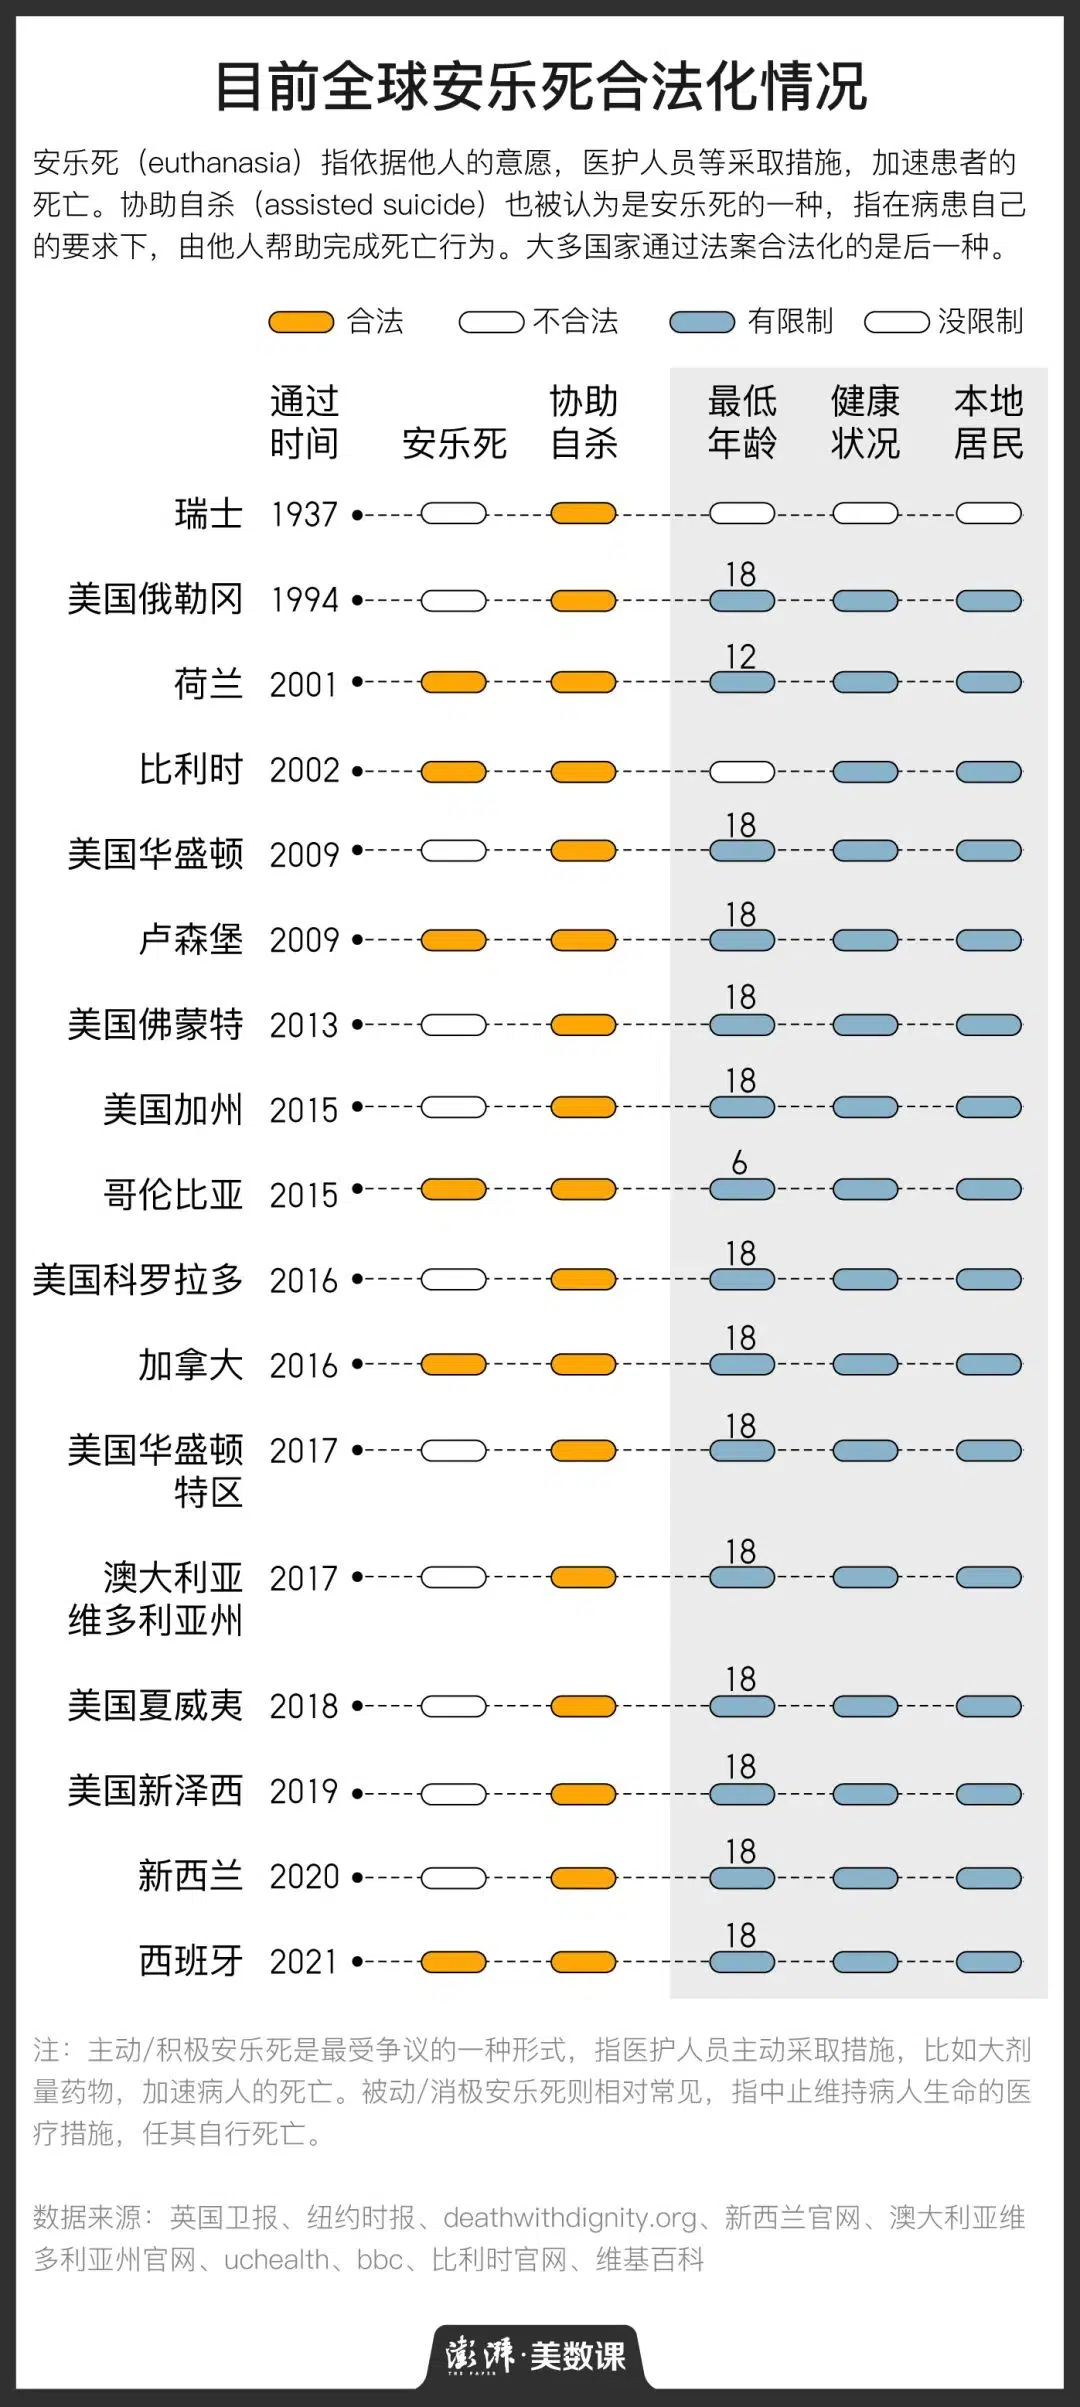 目前全球安乐死合法化情况
安乐死（euthanasia）指依据他人的意愿，医护人员等采取措施，加速患者的
死亡。协助自杀（assisted suicide）也被认为是安乐死的一种，指在病患自己
的要求下，由他人帮助完成死亡行为。大多国家通过法案合法化的是后一种。
合法 不合法 有限制 没限制
通过时间 安乐死 协助自杀 最低年龄 健康状况 本地居民
瑞士 1937
18
美国俄勒冈 1994
12
荷兰 2001
比利时 2002
18
美国华盛顿 2009
18
卢森堡 2009
18
美国佛蒙特 2013
18
美国加州 2015
6
哥伦比亚 2015
18
美国科罗拉多 2016
18
加拿大 2016
18
美国华盛顿 2017
特区
18
澳大利亚 2017
维多利亚州
18
美国夏威夷 2018
18
美国新泽西 2019
18
新西兰 2020
18
西班牙 2021
注：主动/积极安乐死是最受争议的一种形式，指医护人员主动采取措施，比如大剂
量药物，加速病人的死亡。被动/消极安乐死则相对常见，指中止维持病人生命的医
疗措施，任其自行死亡。
数据来源：英国卫报、纽约时报、deathwithdignity.org、新西兰官网、澳大利亚维
多利亚州官网、uchealth、bbc、比利时官网、维基百科
澎湃·美数课
THE PAPER